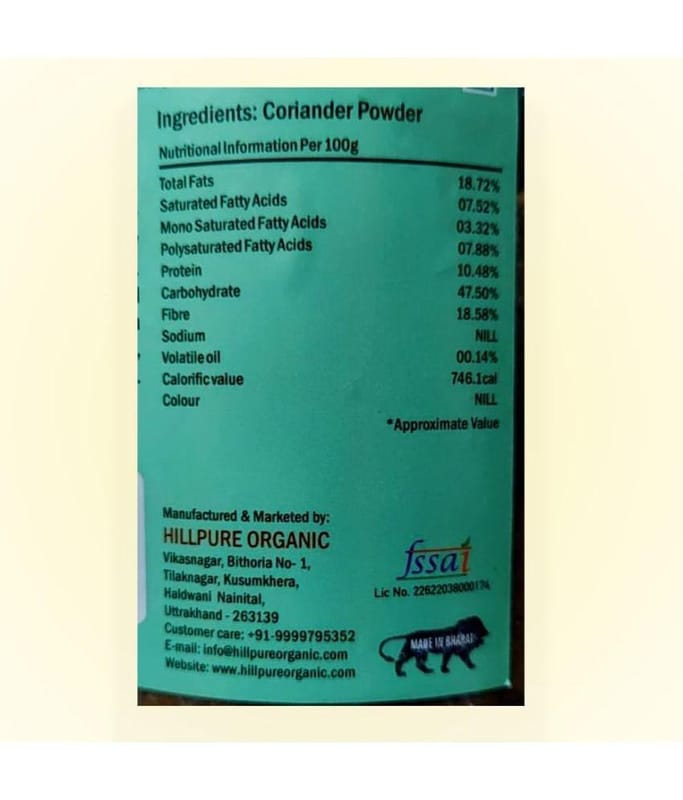 Ingredients: Coriander Powder
Nutritional Information Per 100g
Total Fats 18.72%
Saturated Fatty Acids 07.52%
Mono Saturated Fatty Acids 03.32%
Polysaturated Fatty Acids 07.88%
Protein 10.48%
Carbohydrate 47.50%
Fibre 18.58%
Sodium NILL
Volatile oil 00.14%
Calorific value 746.1cal
Colour NILL
*Approximate Value
Manufactured & Marketed by:
HILLPURE ORGANIC
Vikasnagar, Bithoria No- 1,
Tilaknagar, Kusumkhera,
Haldwani Nainital,
Uttrakhand - 263139
Customer care: +91-9999795352
E-mail: info@hillpureorganic.com
Website: www.hillpureorganic.com
fssai
Lic No. 22622038000174
MADE IN BHARAT